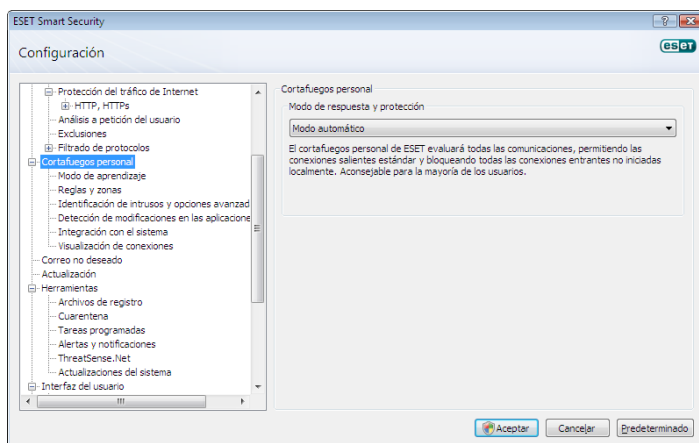 ESET Smart Security
Configuración
eseT
Protección del tráfico de Internet
HTTP, HTTPs
Análisis a petición del usuario
Exclusiones
Filtrado de protocolos
Cortafuegos personal
Modo de aprendizaje
Reglas y zonas
Identificación de intrusos y opciones avanzad
Detección de modificaciones en las aplicacione
Integración con el sistema
Visualización de conexiones
Correo no deseado
Actualización
Herramientas
Archivos de registro
Cuarentena
Tareas programadas
Alertas y notificaciones
ThreatSense.Net
Actualizaciones del sistema
Interfaz del usuario
Cortafuegos personal
Modo de respuesta y protección
Modo automático
El cortafuegos personal de ESET evaluará todas las comunicaciones, permitiendo las
conexiones salientes estándar y bloqueando todas las conexiones entrantes no iniciadas
localmente. Aconsejable para la mayoría de los usuarios.
Aceptar
Cancelar
Predeterminado